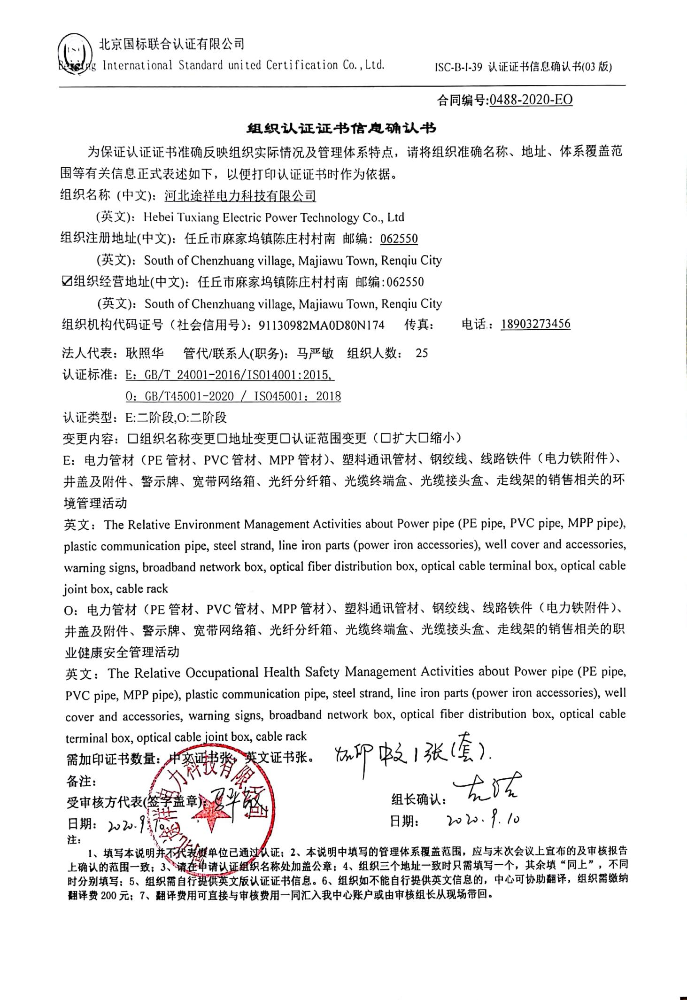 北京国标联合认证有限公司
Beijing International Standard united Certification Co.,Ltd.
ISC-B-I-39 认证证书信息确认书(03 版)
合同编号:0488-2020-EO
组织认证证书信息确认书
为保证认证证书准确反映组织实际情况及管理体系特点，请将组织准确名称、地址、体系覆盖范
围等有关信息正式表述如下，以便打印认证证书时作为依据。
组织名称 (中文)：河北途祥电力科技有限公司
(英文)：Hebei Tuxiang Electric Power Technology Co., Ltd
组织注册地址(中文)：任丘市麻家坞镇陈庄村村南 邮编：062550
(英文)：South of Chenzhuang village, Majiawu Town, Renqiu City
☑组织经营地址(中文)：任丘市麻家坞镇陈庄村村南 邮编:062550
(英文)：South of Chenzhuang village, Majiawu Town, Renqiu City
组织机构代码证号（社会信用号）：91130982MA0D80N174 传真： 电话.：18903273456
法人代表：耿照华 管代/联系人(职务)：马严敏 组织人数： 25
认证标准：E：GB/T 24001-2016/ISO14001:2015,
O：GB/T45001-2020 / ISO45001：2018
认证类型：E:二阶段,O:二阶段
变更内容：☐组织名称变更☐地址变更☐认证范围变更（☐扩大☐缩小）
E：电力管材（PE 管材、PVC 管材、MPP 管材）、塑料通讯管材、钢绞线、线路铁件（电力铁附件）、
井盖及附件、警示牌、宽带网络箱、光纤分纤箱、光缆终端盒、光缆接头盒、走线架的销售相关的环
境管理活动
英文：The Relative Environment Management Activities about Power pipe (PE pipe, PVC pipe, MPP pipe),
plastic communication pipe, steel strand, line iron parts (power iron accessories), well cover and accessories,
warning signs, broadband network box, optical fiber distribution box, optical cable terminal box, optical cable
joint box, cable rack
O：电力管材（PE 管材、PVC 管材、MPP 管材）、塑料通讯管材、钢绞线、线路铁件（电力铁附件）、
井盖及附件、警示牌、宽带网络箱、光纤分纤箱、光缆终端盒、光缆接头盒、走线架的销售相关的职
业健康安全管理活动
英文：The Relative Occupational Health Safety Management Activities about Power pipe (PE pipe,
PVC pipe, MPP pipe), plastic communication pipe, steel strand, line iron parts (power iron accessories), well
cover and accessories, warning signs, broadband network box, optical fiber distribution box, optical cable
terminal box, optical cable joint box, cable rack
需加印证书数量：中文证书张，英文证书张。 加印中文1张(套).
备注：
受审核方代表(签字盖章)：
组长确认：
日期：2020.9.10
日期： 2020.9.10
注：
1、填写本说明并不代表贵单位已通过认证；2、本说明中填写的管理体系覆盖范围，应与末次会议上宣布的及审核报告
上确认的范围一致；3、请在申请认证组织名称处加盖公章；4、组织三个地址一致时只需填写一个，其余填“同上”，不同
时分别填写；5、组织需自行提供英文版认证证书信息。6、组织如不能自行提供英文信息的，中心可协助翻译，组织需缴纳
翻译费 200 元；7、翻译费用可直接与审核费用一同汇入我中心账户或由审核组长从现场带回。